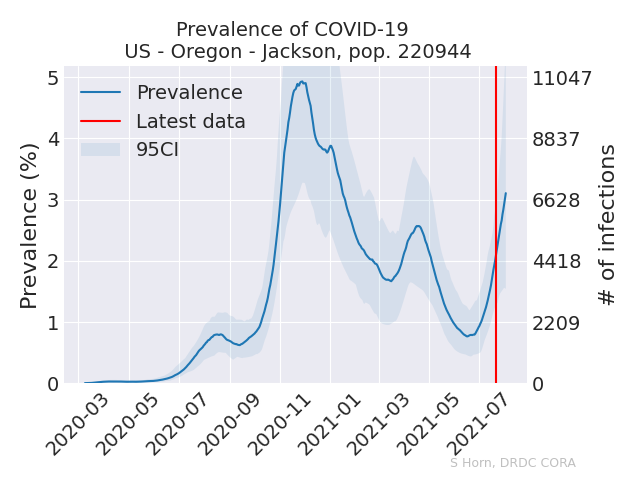 Prevalence of COVID-19
US - Oregon - Jackson, pop. 220944
Prevalence
Latest data
95CI
Prevalence (%)
5
4
3
2
1
0
11047
8837
6628
4418
2209
0
# of infections
2020-03
2020-05
2020-07
2020-09
2020-11
2021-01
2021-03
2021-05
2021-07
S Horn, DRDC CORA